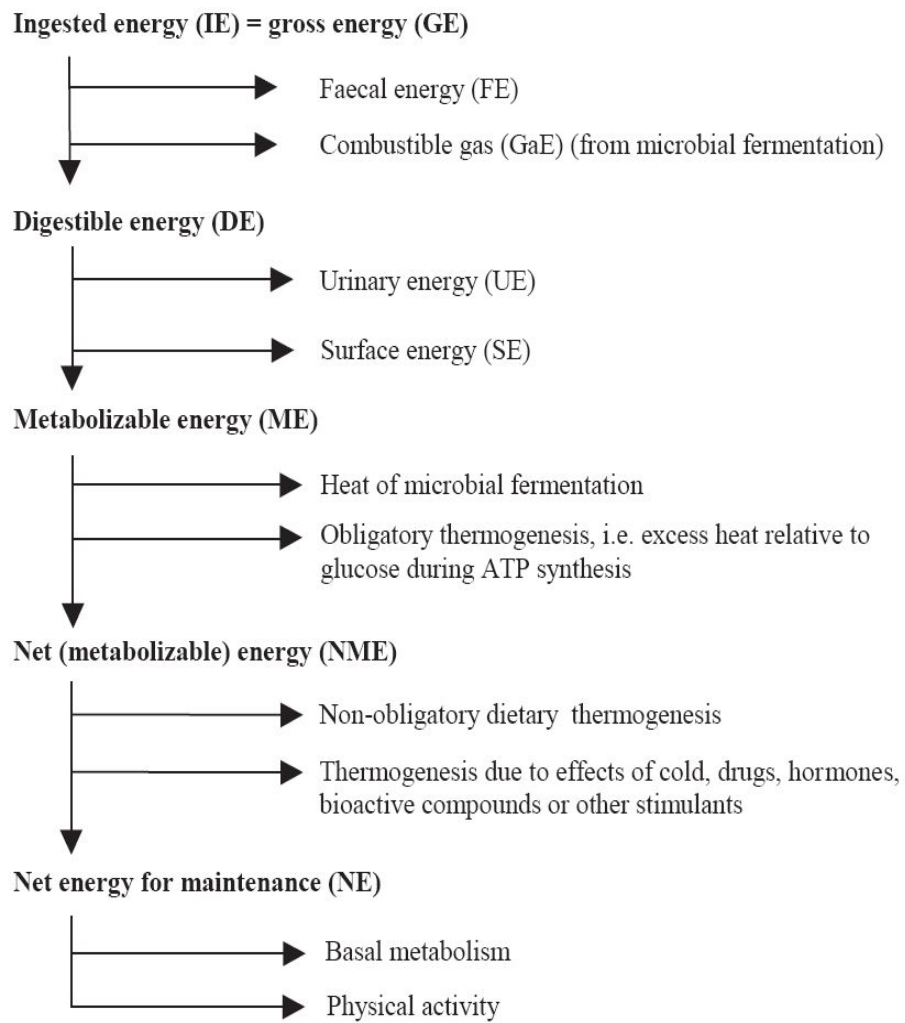 Ingested energy (IE) = gross energy (GE)
Faecal energy (FE)
Combustible gas (GaE) (from microbial fermentation)
Digestible energy (DE)
Urinary energy (UE)
Surface energy (SE)
Metabolizable energy (ME)
Heat of microbial fermentation
Obligatory thermogenesis, i.e. excess heat relative to
glucose during ATP synthesis
Net (metabolizable) energy (NME)
Non-obligatory dietary thermogenesis
Thermogenesis due to effects of cold, drugs, hormones,
bioactive compounds or other stimulants
Net energy for maintenance (NE)
Basal metabolism
Physical activity